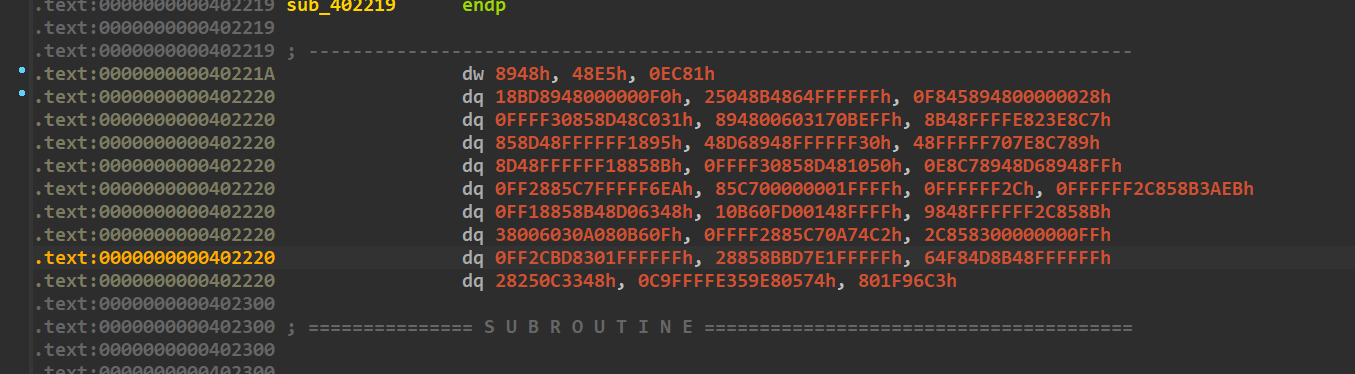 .text:0000000000402219 sub_402219 endp
.text:0000000000402219
.text:0000000000402219 ; ---------------------------------------------------------------------------
.text:000000000040221A dw 8948h, 48E5h, 0EC81h
.text:0000000000402220 dq 18BD8948000000F0h, 25048B4864FFFFFFh, 0F845894800000028h
.text:0000000000402220 dq 0FFFF30858D48C031h, 894800603170BEFFh, 8B48FFFFFE823E8C7h
.text:0000000000402220 dq 858D48FFFFFF1895h, 48D68948FFFFFF30h, 48FFFFF707E8C789h
.text:0000000000402220 dq 8D48FFFFFF18858Bh, 0FFFF30858D481050h, 0E8C78948D68948FFh
.text:0000000000402220 dq 0FF2885C7FFFFF6EAh, 85C700000001FFFFh, 0FFFFFF2Ch, 0FFFFFF2C858B3AEBh
.text:0000000000402220 dq 0FF18858B48D06348h, 10B60FD00148FFFFh, 9848FFFFFF2C858Bh
.text:0000000000402220 dq 38006030A080B60Fh, 0FFFF2885C70A74C2h, 2C858300000000FFh
.text:0000000000402220 dq 0FF2CBD8301FFFFFFh, 28858BBD7E1FFFFFh, 64F84D8B48FFFFFFh
.text:0000000000402220 dq 28250C3348h, 0C9FFFFE359E80574h, 801F96C3h
.text:0000000000402300
.text:0000000000402300 ; =============== S U B R O U T I N E =======================================
.text:0000000000402300
.text:0000000000402300